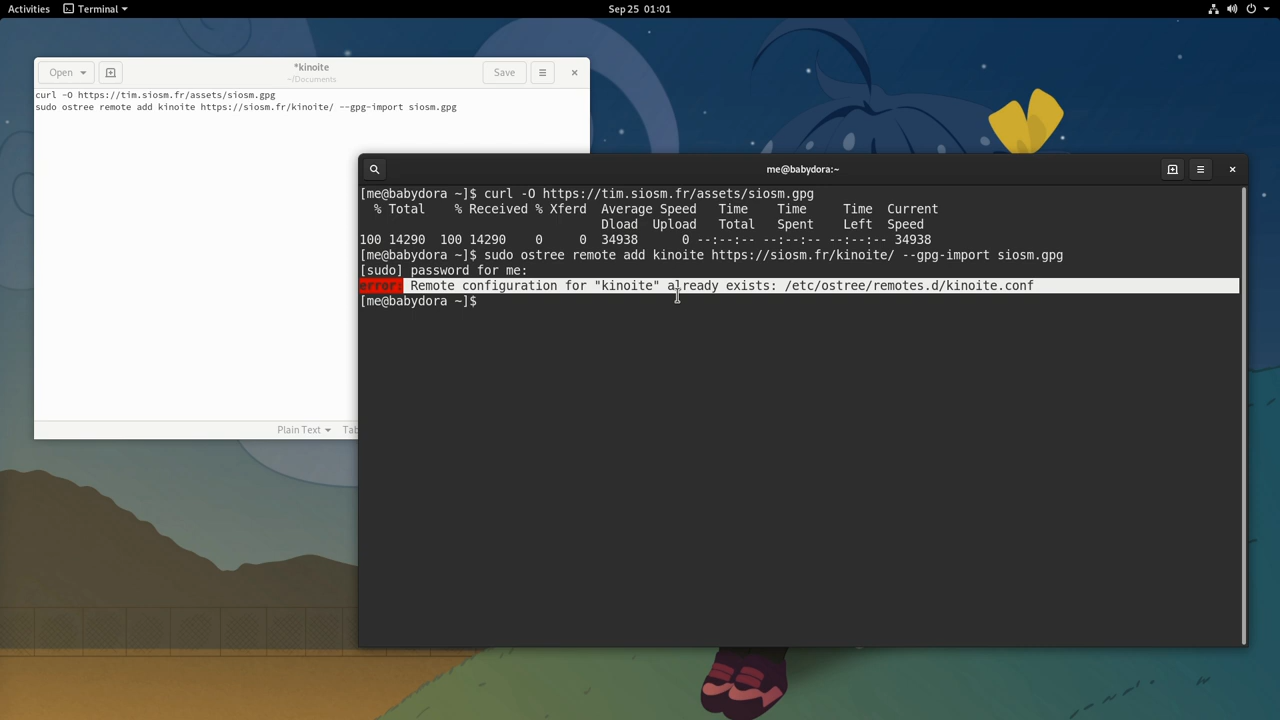 Activities Terminal Sep 25 01:01
Open *kinoite Save
~/Documents
curl -O https://tim.siosm.fr/assets/siosm.gpg
sudo ostree remote add kinoite https://siosm.fr/kinoite/ --gpg-import siosm.gpg
Plain Text Tab
me@babydora:~
[me@babydora ~]$ curl -O https://tim.siosm.fr/assets/siosm.gpg
% Total % Received % Xferd Average Speed Time Time Time Current
Dload Upload Total Spent Left Speed
100 14290 100 14290 0 0 34938 0 --:--:-- --:--:-- --:--:-- 34938
[me@babydora ~]$ sudo ostree remote add kinoite https://siosm.fr/kinoite/ --gpg-import siosm.gpg
[sudo] password for me:
error: Remote configuration for "kinoite" already exists: /etc/ostree/remotes.d/kinoite.conf
[me@babydora ~]$